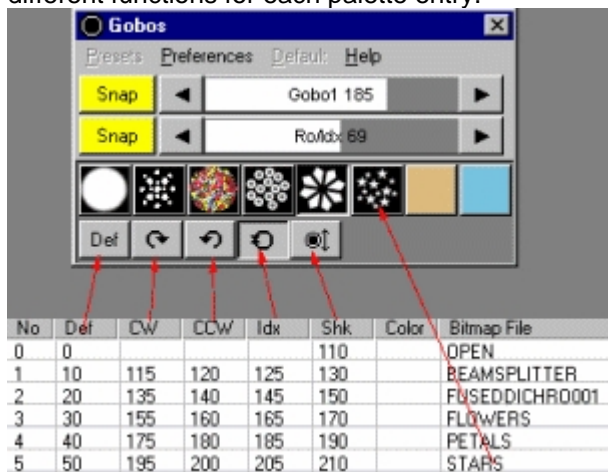 different functions for each palette entry.
Gobos
Presets Preferences Default Help
Snap Gobo1 185
Snap Ro/Idx 69
Def
No Def CW CCW Idx Shk Color Bitmap File
0 0 110 OPEN
1 10 115 120 125 130 BEAMSPLITTER
2 20 135 140 145 150 FUSEDDICHRO001
3 30 155 160 165 170 FLOWERS
4 40 175 180 185 190 PETALS
5 50 195 200 205 210 STARS